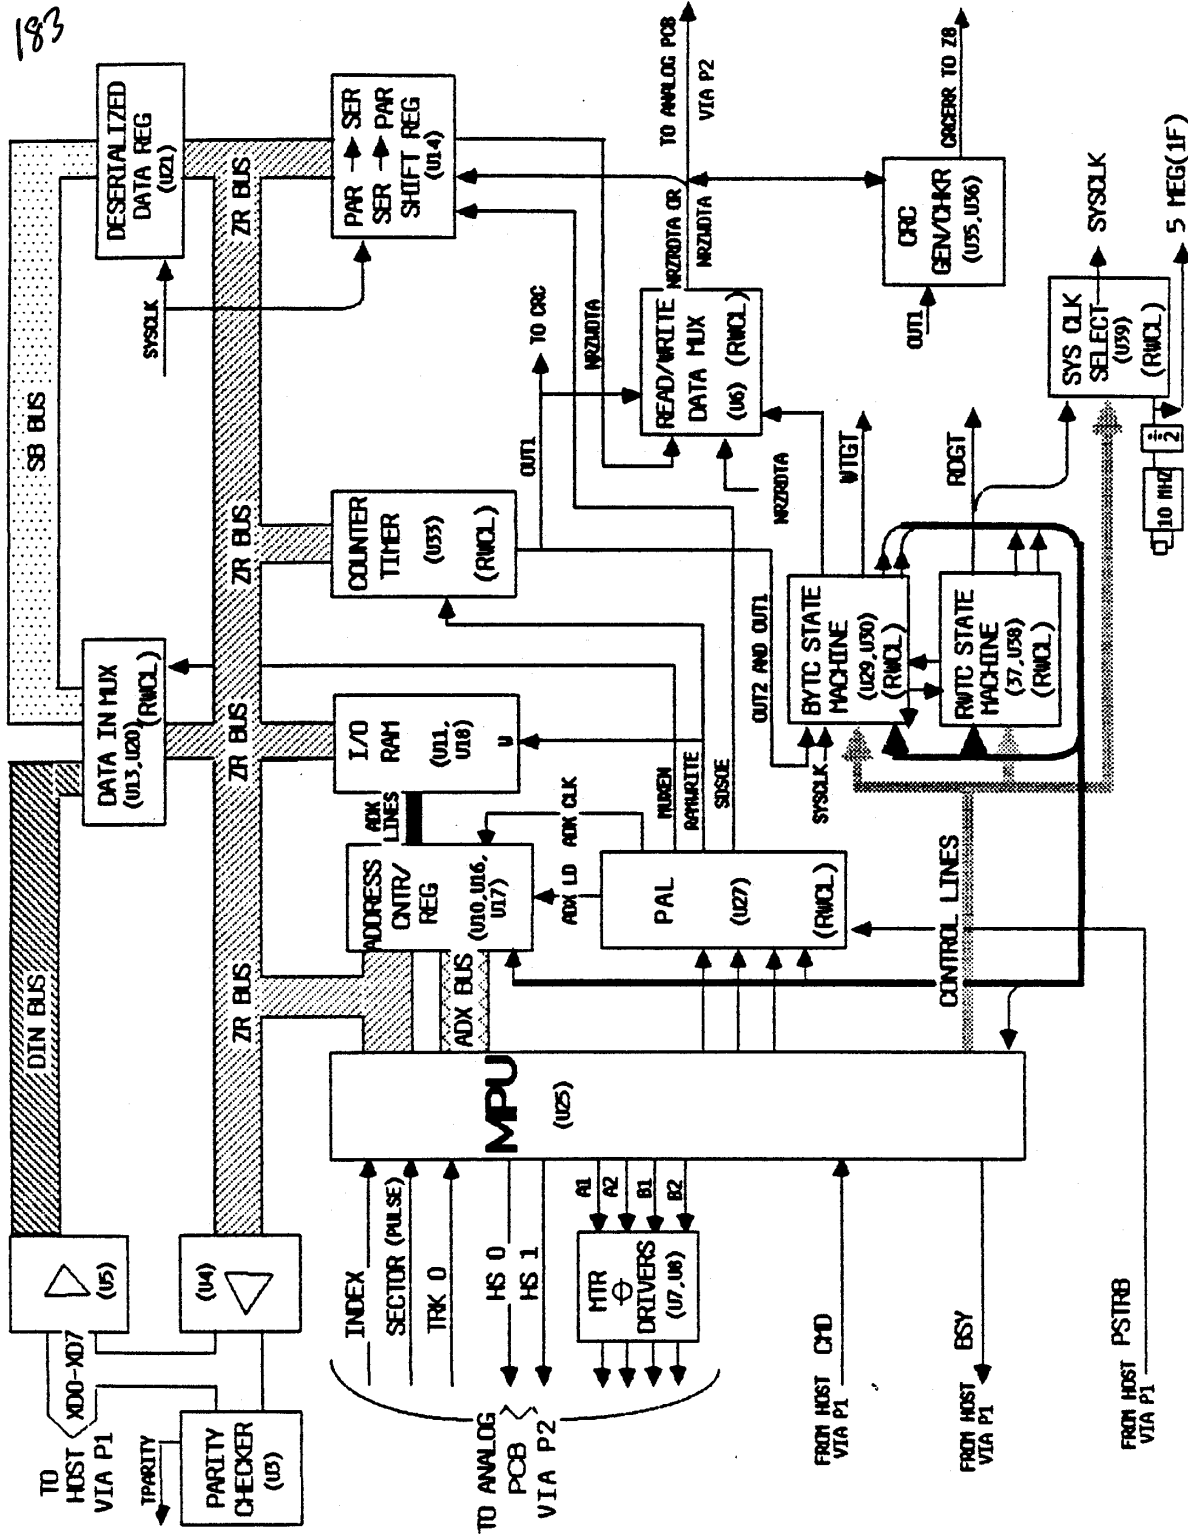 183
TO
HOST
VIA P1
XD0-XD7
TPARITY
PARITY
CHECKER
(U3)
(U5)
(U4)
DIN BUS
ZR BUS
ZR BUS
ZR BUS
ZR BUS
SB BUS
DATA IN MUX
(U13,U20)
(RWCL)
DESERIALIZED
DATA REG
(U21)
SYSCLK
PAR → SER
SER → PAR
SHIFT REG
(U14)
COUNTER
TIMER
(U33)
(RWCL)
I/O
RAM
(U11,
U18)
W
ADX
LINES
ADDRESS
CNTR/
REG
(U10,U16,
U17)
ADX BUS
ADX LD
ADX CLK
MUXEN
RAMWRITE
SDSOE
PAL
(U27)
(RWCL)
MPU
(U25)
INDEX
SECTOR (PULSE)
TRK 0
HS 0
HS 1
TO ANALOG
PCB
VIA P2
A1
A2
B1
B2
MTR
Φ
DRIVERS
(U7,U8)
FROM HOST CMD
VIA P1
BSY
FROM HOST
VIA P1
FROM HOST PSTRB
VIA P1
OUT1
TO CRC
NRZWDTA
READ/WRITE
DATA MUX
(U6) (RWCL)
NRZRDTA
NRZRDTA OR
NRZWDTA
TO ANALOG PCB
VIA P2
CRC
GEN/CHKR
(U35,U36)
OUT1
CRCERR TO Z8
OUT2 AND OUT1
SYSCLK
BYTC STATE
MACHINE
(U29,U30)
(RWCL)
WTGT
RWTC STATE
MACHINE
(37,U38)
(RWCL)
RDGT
CONTROL LINES
SYS CLK
SELECT
(U39)
(RWCL)
SYSCLK
10 MHZ
÷2
5 MEG(1F)